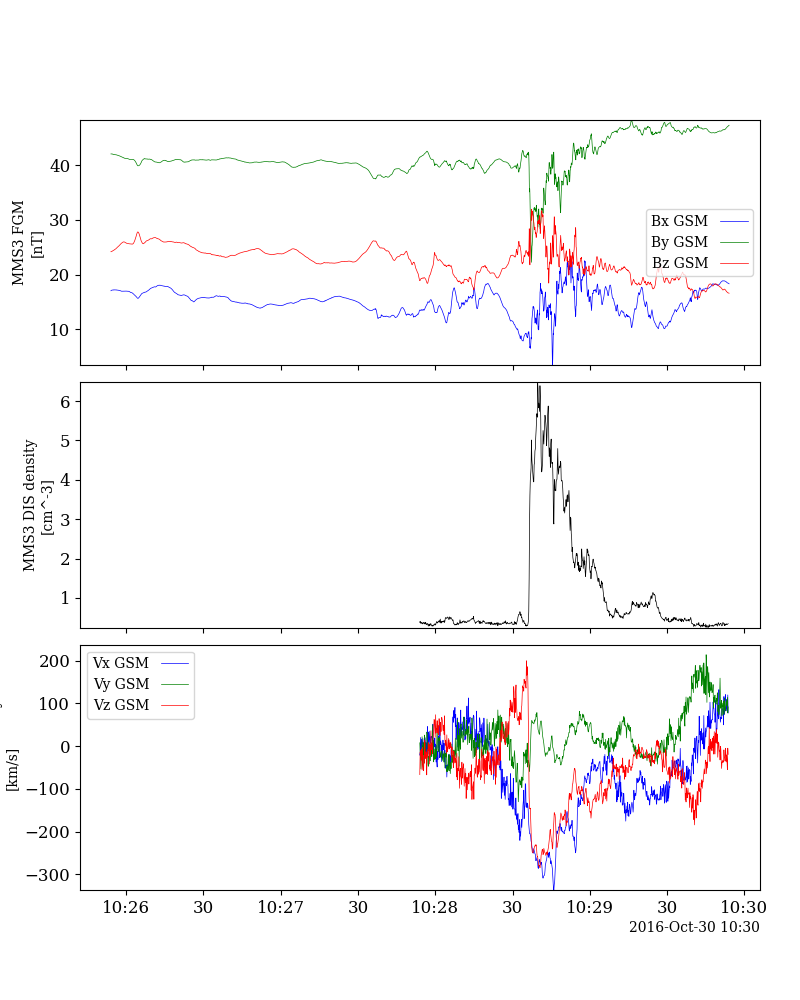 MMS3 FGM
[nT]
40
30
20
10
Bx GSM
By GSM
Bz GSM
MMS3 DIS density
[cm^-3]
6
5
4
3
2
1
[km/s]
200
100
0
−100
−200
−300
Vx GSM
Vy GSM
Vz GSM
10:26 30 10:27 30 10:28 30 10:29 30 10:30
2016-Oct-30 10:30